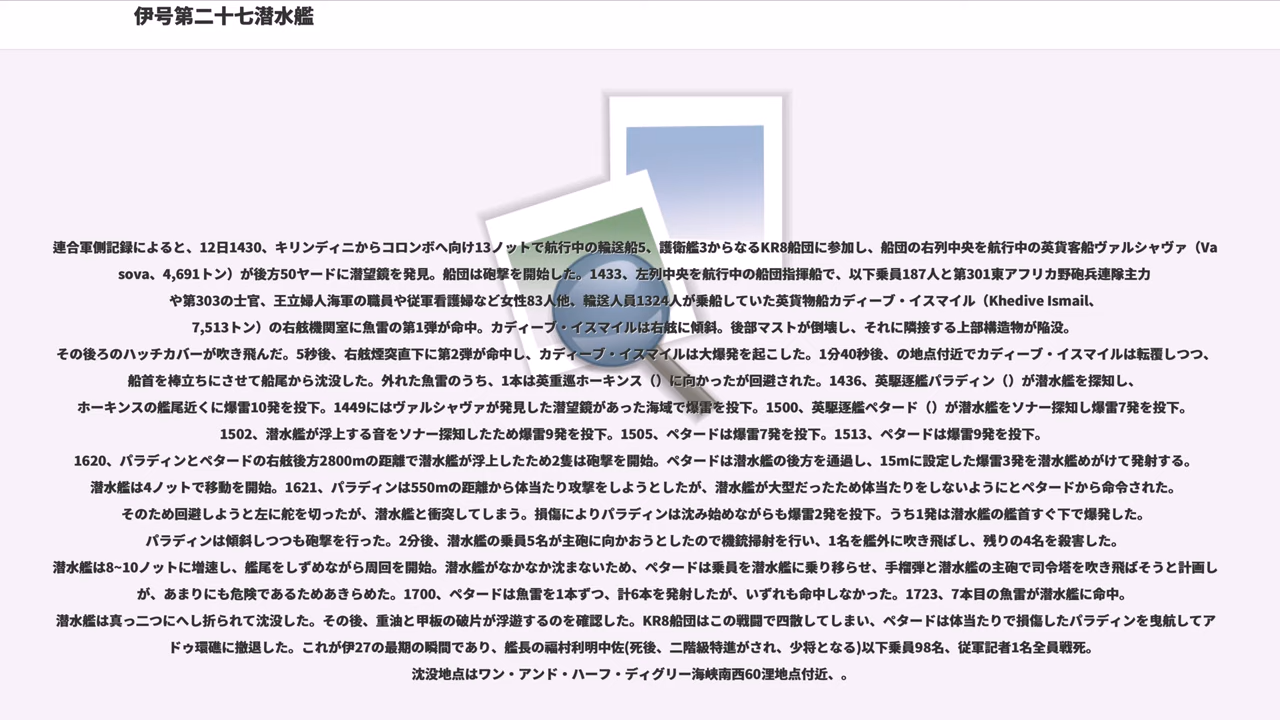 伊号第二十七潜水艦
連合軍側記録によると、12日1430、キリンディニからコロンボへ向け13ノットで航行中の輸送船5、護衛艦3からなるKR8船団に参加し、船団の右列中央を航行中の英貨客船ヴァルシャヴァ（Va
sova、4,691トン）が後方50ヤードに潜望鏡を発見。船団は砲撃を開始した。1433、左列中央を航行中の船団指揮船で、以下乗員187人と第301東アフリカ野砲兵連隊主力
や第303の士官、王立婦人海軍の職員や従軍看護婦など女性83人他、輸送人員1324人が乗船していた英貨物船カディーブ・イスマイル（Khedive Ismail、
7,513トン）の右舷機関室に魚雷の第1弾が命中。カディーブ・イスマイルは右舷に傾斜。後部マストが倒壊し、それに隣接する上部構造物が陥没。
その後ろのハッチカバーが吹き飛んだ。5秒後、右舷煙突直下に第2弾が命中し、カディーブ・イスマイルは大爆発を起こした。1分40秒後、の地点付近でカディーブ・イスマイルは転覆しつつ、
船首を棒立ちにさせて船尾から沈没した。外れた魚雷のうち、1本は英重巡ホーキンス（）に向かったが回避された。1436、英駆逐艦パラディン（）が潜水艦を探知し、
ホーキンスの艦尾近くに爆雷10発を投下。1449にはヴァルシャヴァが発見した潜望鏡があった海域で爆雷を投下。1500、英駆逐艦ペタード（）が潜水艦をソナー探知し爆雷7発を投下。
1502、潜水艦が浮上する音をソナー探知したため爆雷9発を投下。1505、ペタードは爆雷7発を投下。1513、ペタードは爆雷9発を投下。
1620、パラディンとペタードの右舷後方2800mの距離で潜水艦が浮上したため2隻は砲撃を開始。ペタードは潜水艦の後方を通過し、15mに設定した爆雷3発を潜水艦めがけて発射する。
潜水艦は4ノットで移動を開始。1621、パラディンは550mの距離から体当たり攻撃をしようとしたが、潜水艦が大型だったため体当たりをしないようにとペタードから命令された。
そのため回避しようと左に舵を切ったが、潜水艦と衝突してしまう。損傷によりパラディンは沈み始めながらも爆雷2発を投下。うち1発は潜水艦の艦首すぐ下で爆発した。
パラディンは傾斜しつつも砲撃を行った。2分後、潜水艦の乗員5名が主砲に向かおうとしたので機銃掃射を行い、1名を艦外に吹き飛ばし、残りの4名を殺害した。
潜水艦は8~10ノットに増速し、艦尾をしずめながら周回を開始。潜水艦がなかなか沈まないため、ペタードは乗員を潜水艦に乗り移らせ、手榴弾と潜水艦の主砲で司令塔を吹き飛ばそうと計画し
が、あまりにも危険であるためあきらめた。1700、ペタードは魚雷を1本ずつ、計6本を発射したが、いずれも命中しなかった。1723、7本目の魚雷が潜水艦に命中。
潜水艦は真っ二つにへし折られて沈没した。その後、重油と甲板の破片が浮遊するのを確認した。KR8船団はこの戦闘で四散してしまい、ペタードは体当たりで損傷したパラディンを曳航してア
ドゥ環礁に撤退した。これが伊27の最期の瞬間であり、艦長の福村利明中佐(死後、二階級特進がされ、少将となる)以下乗員98名、従軍記者1名全員戦死。
沈没地点はワン・アンド・ハーフ・ディグリー海峡南西60浬地点付近、。